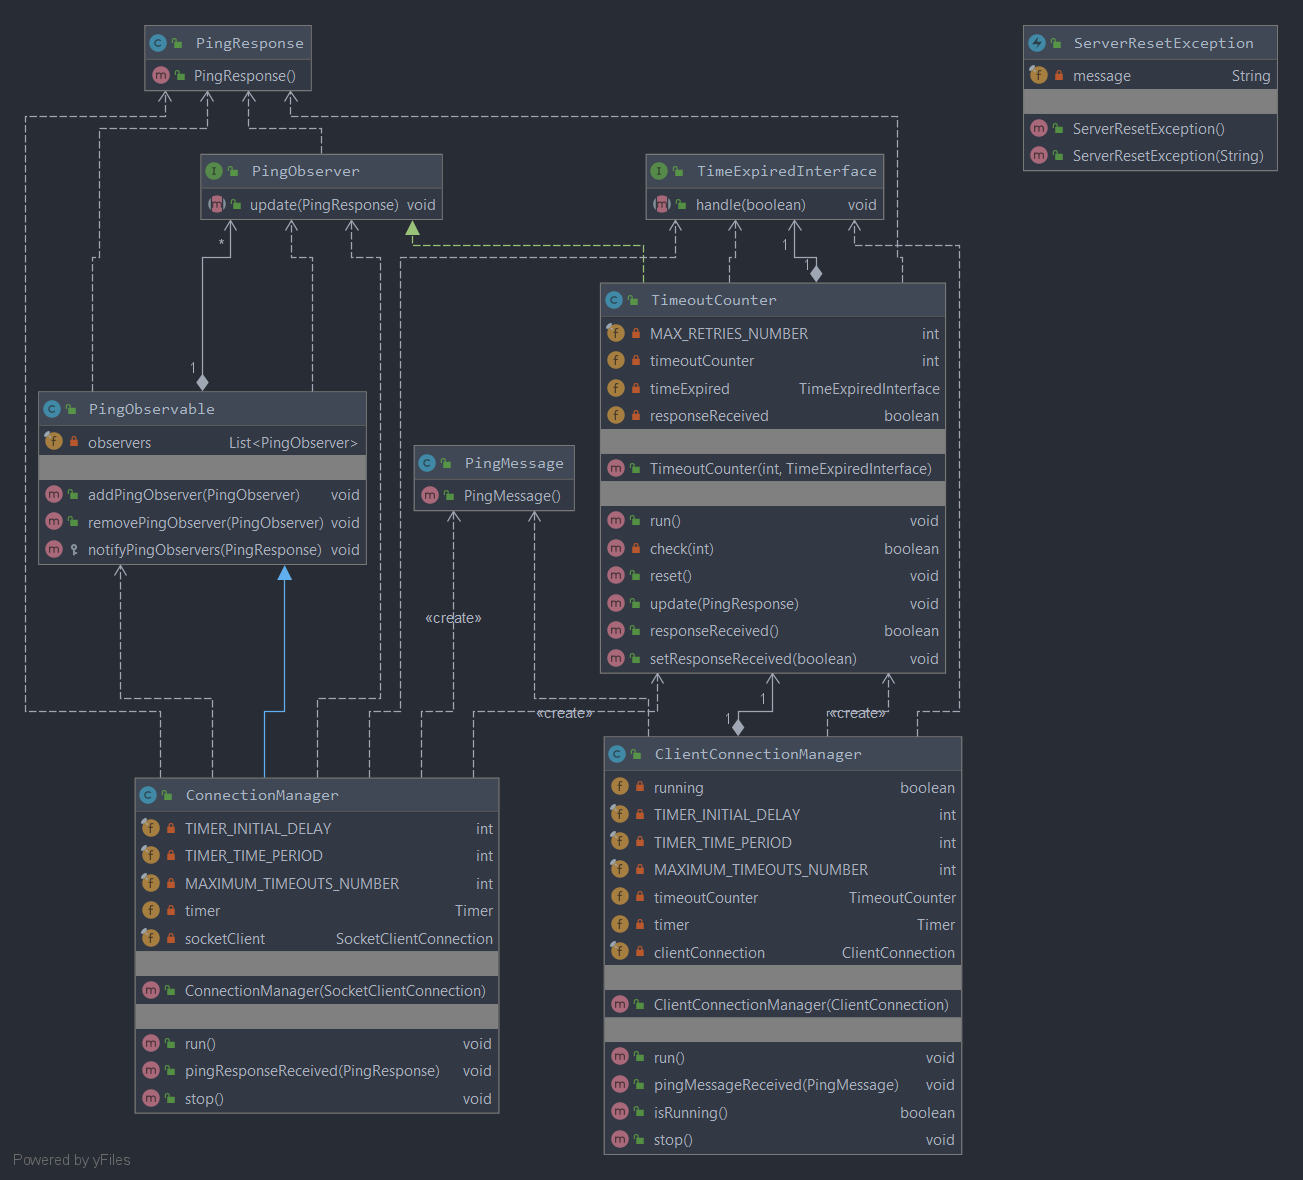 PingResponse
PingResponse()
ServerResetException
message String
ServerResetException()
ServerResetException(String)
PingObserver
update(PingResponse) void
TimeExpiredInterface
handle(boolean) void
*
1
1
1
TimeoutCounter
MAX_RETRIES_NUMBER int
timeoutCounter int
timeExpired TimeExpiredInterface
responseReceived boolean
TimeoutCounter(int, TimeExpiredInterface)
run() void
check(int) boolean
reset() void
update(PingResponse) void
responseReceived() boolean
setResponseReceived(boolean) void
PingObservable
observers List<PingObserver>
addPingObserver(PingObserver) void
removePingObserver(PingObserver) void
notifyPingObservers(PingResponse) void
PingMessage
PingMessage()
«create»
«create»
«create»
1
1
ConnectionManager
TIMER_INITIAL_DELAY int
TIMER_TIME_PERIOD int
MAXIMUM_TIMEOUTS_NUMBER int
timer Timer
socketClient SocketClientConnection
ConnectionManager(SocketClientConnection)
run() void
pingResponseReceived(PingResponse) void
stop() void
ClientConnectionManager
running boolean
TIMER_INITIAL_DELAY int
TIMER_TIME_PERIOD int
MAXIMUM_TIMEOUTS_NUMBER int
timeoutCounter TimeoutCounter
timer Timer
clientConnection ClientConnection
ClientConnectionManager(ClientConnection)
run() void
pingMessageReceived(PingMessage) void
isRunning() boolean
stop() void
Powered by yFiles